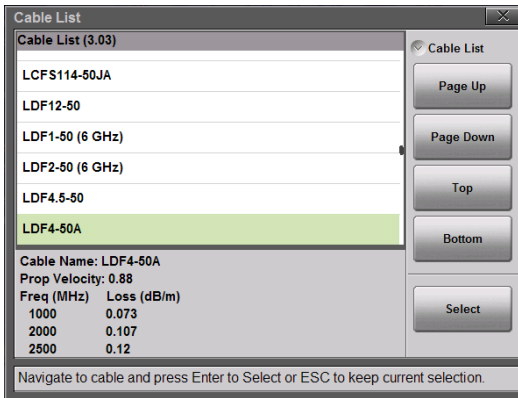 Cable List
Cable List (3.03)
LCFS114-50JA
LDF12-50
LDF1-50 (6 GHz)
LDF2-50 (6 GHz)
LDF4.5-50
LDF4-50A
Cable Name: LDF4-50A
Prop Velocity: 0.88
Freq (MHz) Loss (dB/m)
1000 0.073
2000 0.107
2500 0.12
Cable List
Page Up
Page Down
Top
Bottom
Select
Navigate to cable and press Enter to Select or ESC to keep current selection.